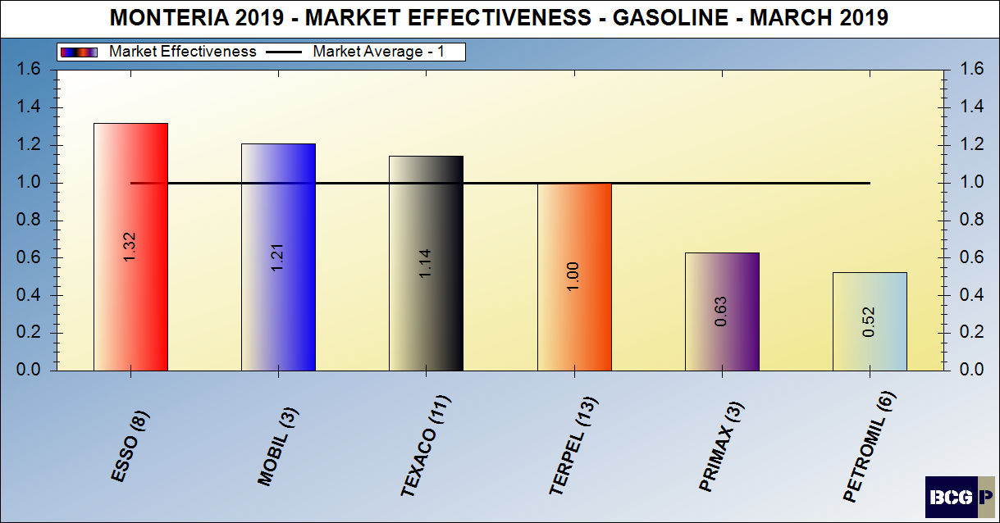 MONTERIA 2019 - MARKET EFFECTIVENESS - GASOLINE - MARCH 2019
Market Effectiveness Market Average - 1
1.6 1.6
1.4 1.4
1.2 1.2
1.0 1.0
0.8 0.8
0.6 0.6
0.4 0.4
0.2 0.2
0.0 0.0
1.32
1.21
1.14
1.00
0.63
0.52
ESSO (8)
MOBIL (3)
TEXACO (11)
TERPEL (13)
PRIMAX (3)
PETROMIL (6)
BCG P